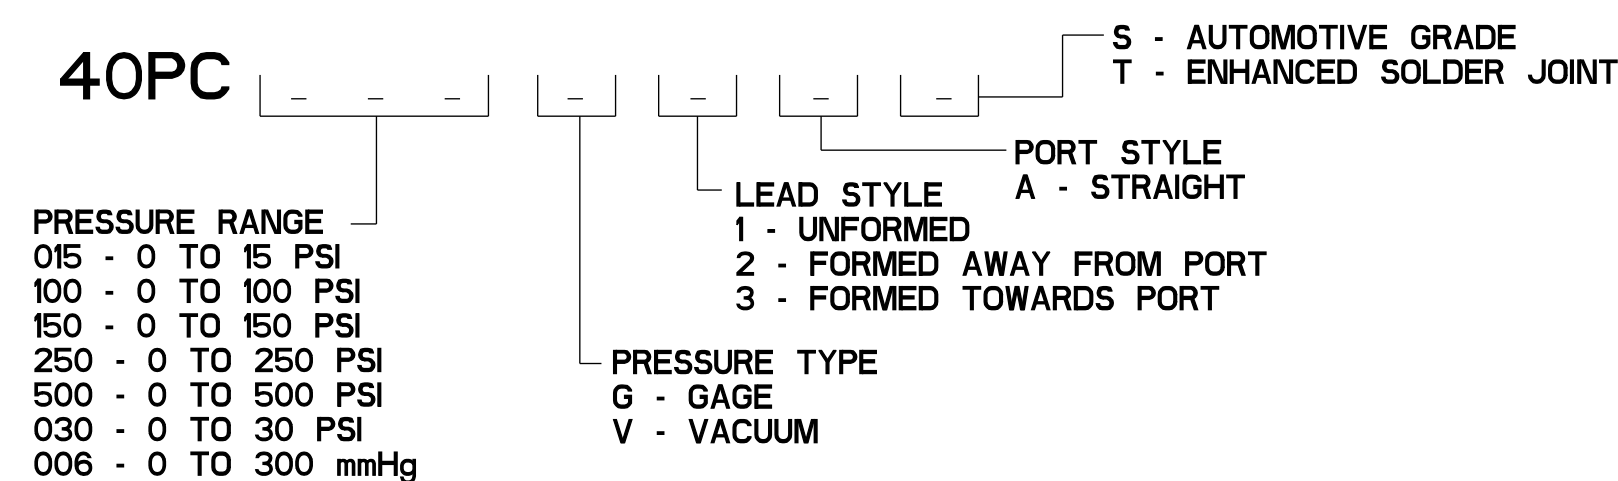 40PC _ _ _ _ _ _ _
S - AUTOMOTIVE GRADE
T - ENHANCED SOLDER JOINT
PORT STYLE
A - STRAIGHT
LEAD STYLE
1 - UNFORMED
2 - FORMED AWAY FROM PORT
3 - FORMED TOWARDS PORT
PRESSURE RANGE
015 - 0 TO 15 PSI
100 - 0 TO 100 PSI
150 - 0 TO 150 PSI
250 - 0 TO 250 PSI
500 - 0 TO 500 PSI
030 - 0 TO 30 PSI
006 - 0 TO 300 mmHg
PRESSURE TYPE
G - GAGE
V - VACUUM